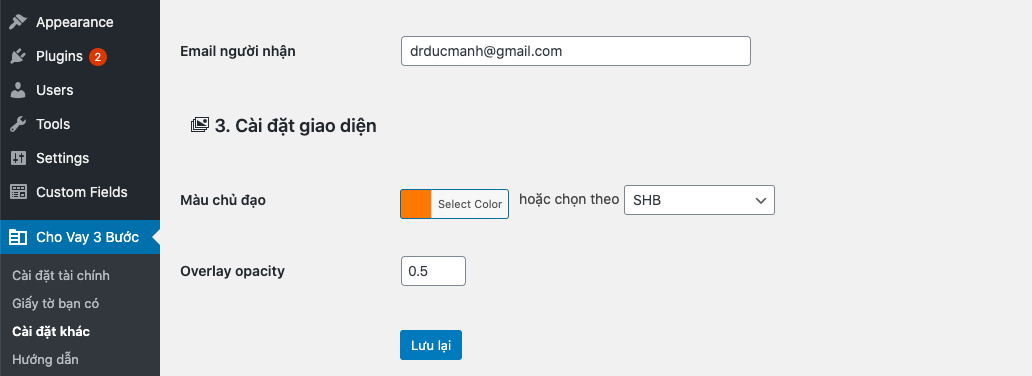 Appearance
Plugins 2
Users
Tools
Settings
Custom Fields
Cho Vay 3 Bước
Cài đặt tài chính
Giấy tờ bạn có
Cài đặt khác
Hướng dẫn
Email người nhận drducmanh@gmail.com
3. Cài đặt giao diện
Màu chủ đạo Select Color hoặc chọn theo SHB
Overlay opacity 0.5
Lưu lại